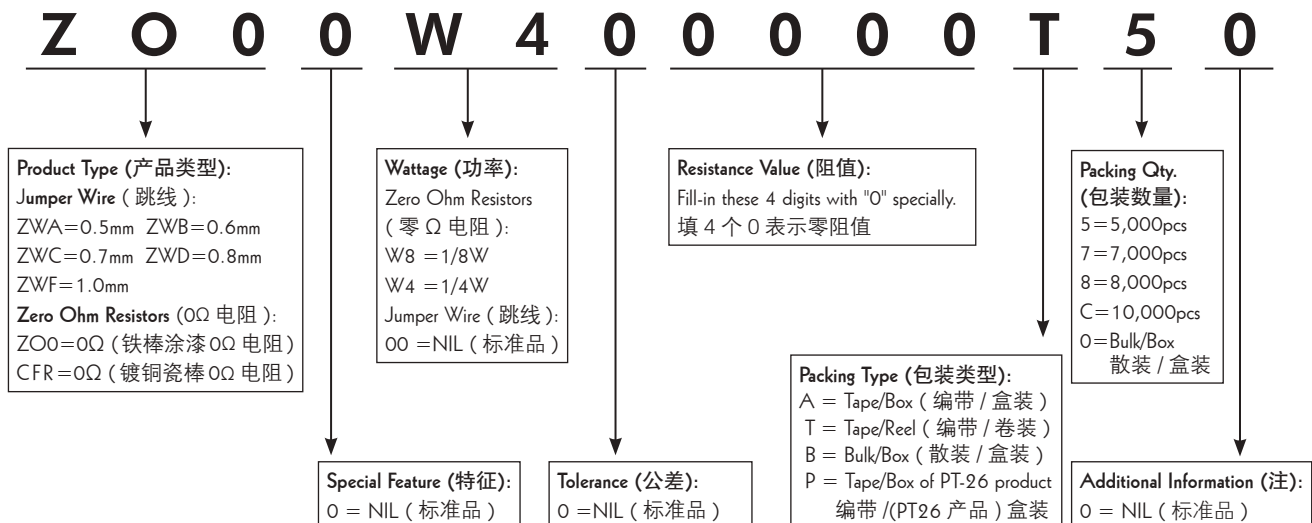 Z O 0 0 W 4 0 0 0 0 0 T 5 0
Product Type (产品类型):
Jumper Wire ( 跳线 ):
ZWA=0.5mm ZWB=0.6mm
ZWC=0.7mm ZWD=0.8mm
ZWF=1.0mm
Zero Ohm Resistors (0Ω 电阻 ):
ZO0=0Ω ( 铁棒涂漆 0Ω 电阻 )
CFR=0Ω ( 镀铜瓷棒 0Ω 电阻 )
Special Feature (特征):
0 = NIL ( 标准品 )
Wattage (功率):
Zero Ohm Resistors
( 零 Ω 电阻 ):
W8 =1/8W
W4 =1/4W
Jumper Wire ( 跳线 ):
00 =NIL ( 标准品 )
Tolerance (公差):
0 =NIL ( 标准品 )
Resistance Value (阻值):
Fill-in these 4 digits with "0" specially.
填 4 个 0 表示零阻值
Packing Type (包装类型):
A = Tape/Box ( 编带 / 盒装 )
T = Tape/Reel ( 编带 / 卷装 )
B = Bulk/Box ( 散装 / 盒装 )
P = Tape/Box of PT-26 product
编带 /(PT26 产品 ) 盒装
Packing Qty.
(包装数量):
5=5,000pcs
7=7,000pcs
8=8,000pcs
C=10,000pcs
0=Bulk/Box
散装 / 盒装
Additional Information (注):
0 = NIL ( 标准品 )